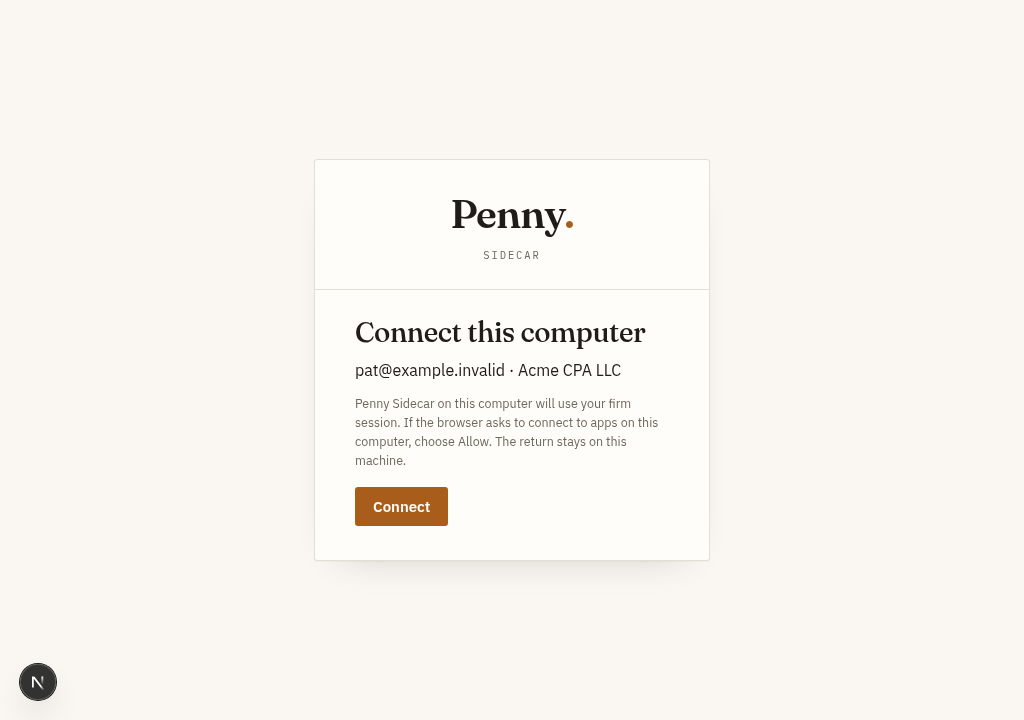 Penny.
SIDECAR
Connect this computer
pat@example.invalid · Acme CPA LLC
Penny Sidecar on this computer will use your firm
session. If the browser asks to connect to apps on this
computer, choose Allow. The return stays on this
machine.
Connect
N